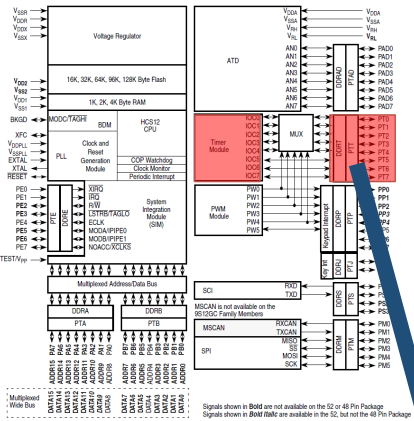 VSSR
VDDR
VDDX
VSSX
Voltage Regulator
VDD2
VSS2
VDD1
VSS1
16K, 32K, 64K, 96K, 128K Byte Flash
1K, 2K, 4K Byte RAM
BKGD
MODC/TAGHI
BDM
HCS12
CPU
XFC
VDDPLL
VSSPLL
EXTAL
XTAL
RESET
PLL
Clock and
Reset
Generation
Module
COP Watchdog
Clock Monitor
Periodic Interrupt
PE0
PE1
PE2
PE3
PE4
PE5
PE6
PE7
PTE
DDRE
XIRQ
IRQ
R/W
LSTRB/TAGLO
ECLK
MODA/IPIPE0
MODB/IPIPE1
NOACC/XCLKS
System
Integration
Module
(SIM)
TEST/VPP
Multiplexed Address/Data Bus
DDRA
PTA
DDRB
PTB
PA7
PA6
PA5
PA4
PA3
PA2
PA1
PA0
PB7
PB6
PB5
PB4
PB3
PB2
PB1
PB0
ADDR15
ADDR14
ADDR13
ADDR12
ADDR11
ADDR10
ADDR9
ADDR8
ADDR7
ADDR6
ADDR5
ADDR4
ADDR3
ADDR2
ADDR1
ADDR0
Multiplexed
Wide Bus
DATA15
DATA14
DATA13
DATA12
DATA11
DATA10
DATA9
DATA8
DATA7
DATA6
DATA5
DATA4
DATA3
DATA2
DATA1
DATA0
ATD
VDDA
VSSA
VRH
VRL
VDDA
VSSA
VRH
VRL
AN0
AN1
AN2
AN3
AN4
AN5
AN6
AN7
DDRAD
PTAD
PAD0
PAD1
PAD2
PAD3
PAD4
PAD5
PAD6
PAD7
Timer
Module
IOC0
IOC1
IOC2
IOC3
IOC4
IOC5
IOC6
IOC7
MUX
DDRT
PTT
PT0
PT1
PT2
PT3
PT4
PT5
PT6
PT7
PWM
Module
PW0
PW1
PW2
PW3
PW4
PW5
Keypad Interrupt
DDRP
PTP
PP0
PP1
PP2
Key Int
DDRJ
PTJ
SCI
RXD
TXD
MSCAN is not available on the
9S12GC Family Members
DDRS
PTS
MSCAN
RXCAN
TXCAN
SPI
MISO
SS
MOSI
SCK
DDRM
PTM
PM0
PM1
PM2
PM3
PM4
PM5
Signals shown in Bold are not available on the 52 or 48 Pin Package
Signals shown in Bold Italic are available in the 52, but not the 48 Pin Package